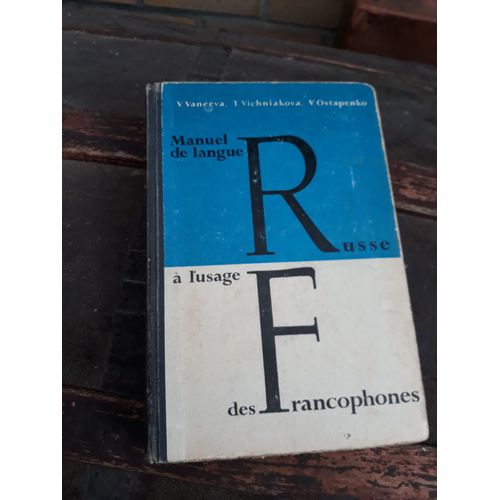 V. Vaneeva, T. Vichniakova, V. Ostapenko
Manuel
de langue
Russe
à l'usage
des Francophones